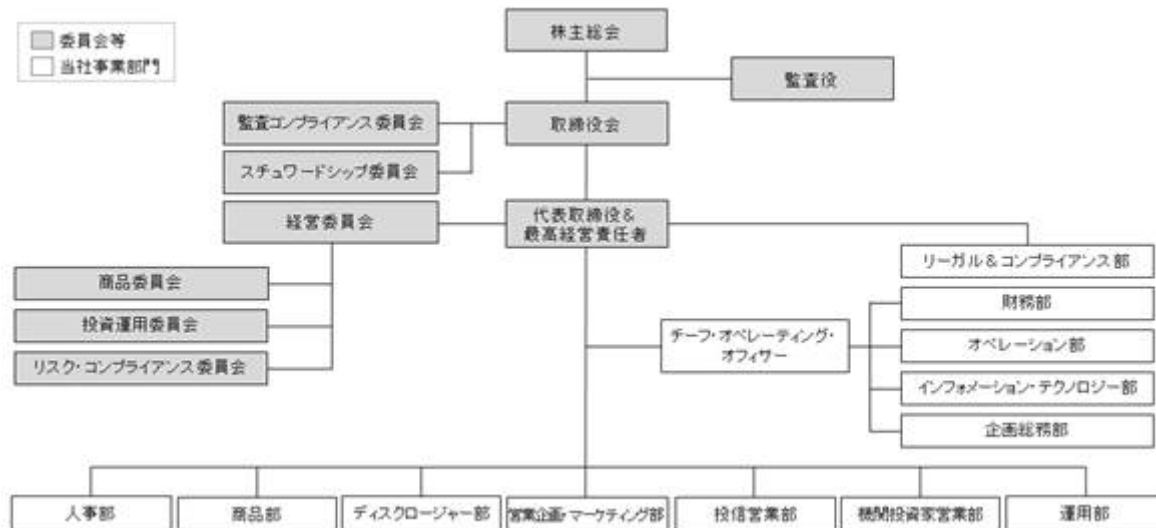 委員会等
当社事業部門
株主総会
監査役
監査コンプライアンス委員会
取締役会
スチュワードシップ委員会
経営委員会
代表取締役&
最高経営責任者
リーガル&コンプライアンス部
商品委員会
財務部
投資運用委員会
チーフ・オペレーティング・
オフィサー
オペレーション部
リスク・コンプライアンス委員会
インフォメーション・テクノロジー部
企画総務部
人事部
商品部
ディスクロージャー部
営業企画・マーケティング部
投信営業部
機関投資家営業部
運用部